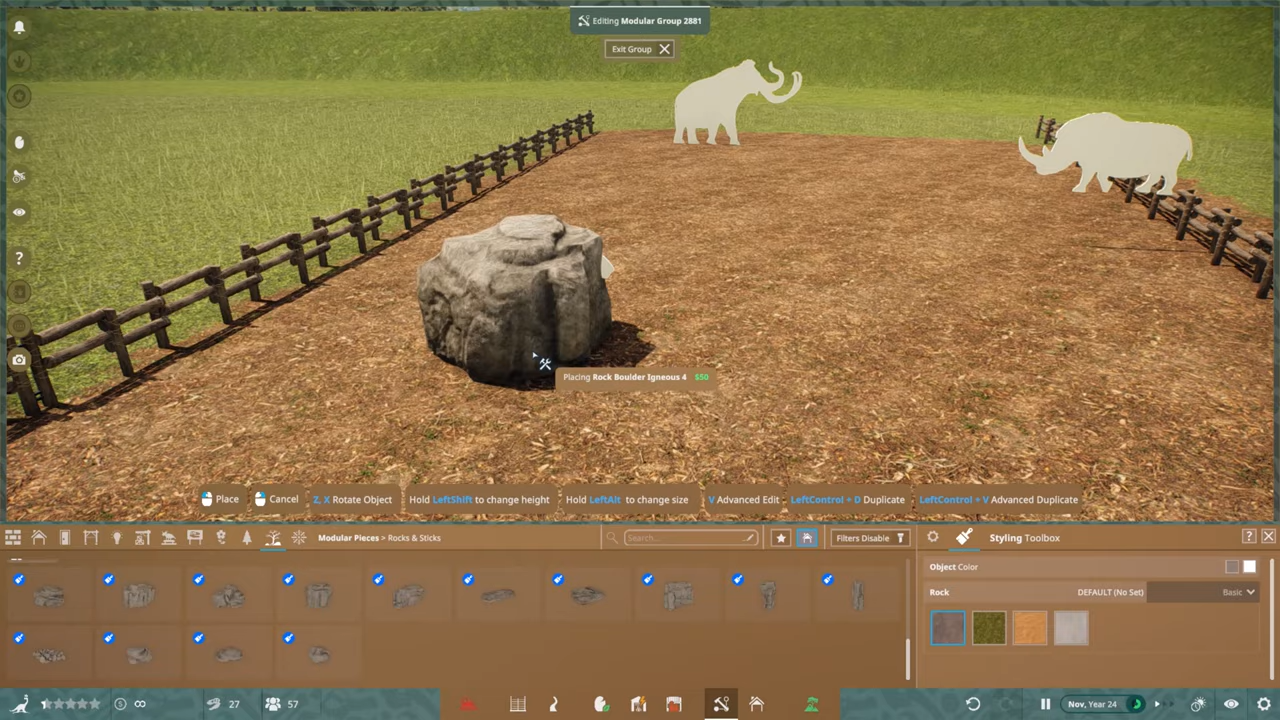 Editing Modular Group 2881
Exit Group
Placing Rock Boulder Igneous 4 $50
Place
Cancel
Z, X Rotate Object
Hold LeftShift to change height
Hold LeftAlt to change size
V Advanced Edit
LeftControl + D Duplicate
LeftControl + V Advanced Duplicate
Modular Pieces > Rocks & Sticks
Search...
Filters Disable
Styling Toolbox
?
Object Color
Rock
DEFAULT (No Set)
Basic
27
57
Nov, Year 24
?